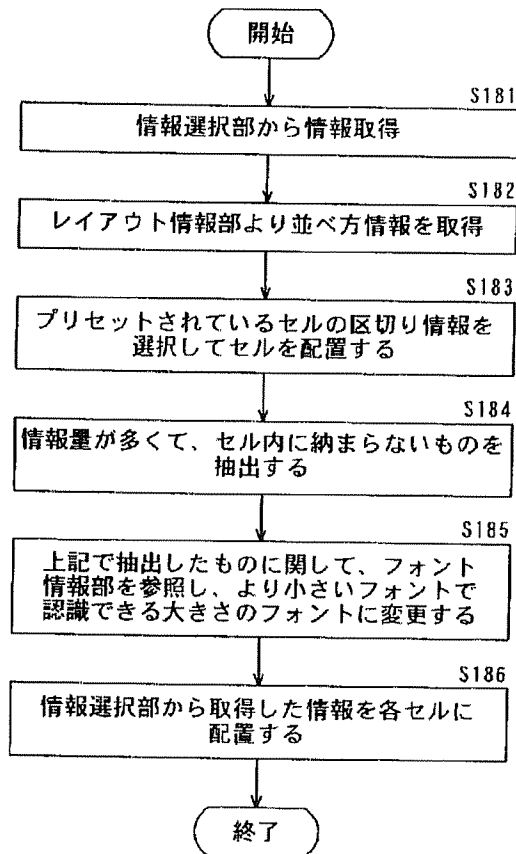 開始
S181
情報選択部から情報取得
S182
レイアウト情報部より並べ方情報を取得
S183
プリセットされているセルの区切り情報を
選択してセルを配置する
S184
情報量が多くて、セル内に納まらないものを
抽出する
S185
上記で抽出したものに関して、フォント
情報部を参照し、より小さいフォントで
認識できる大きさのフォントに変更する
S186
情報選択部から取得した情報を各セルに
配置する
終了